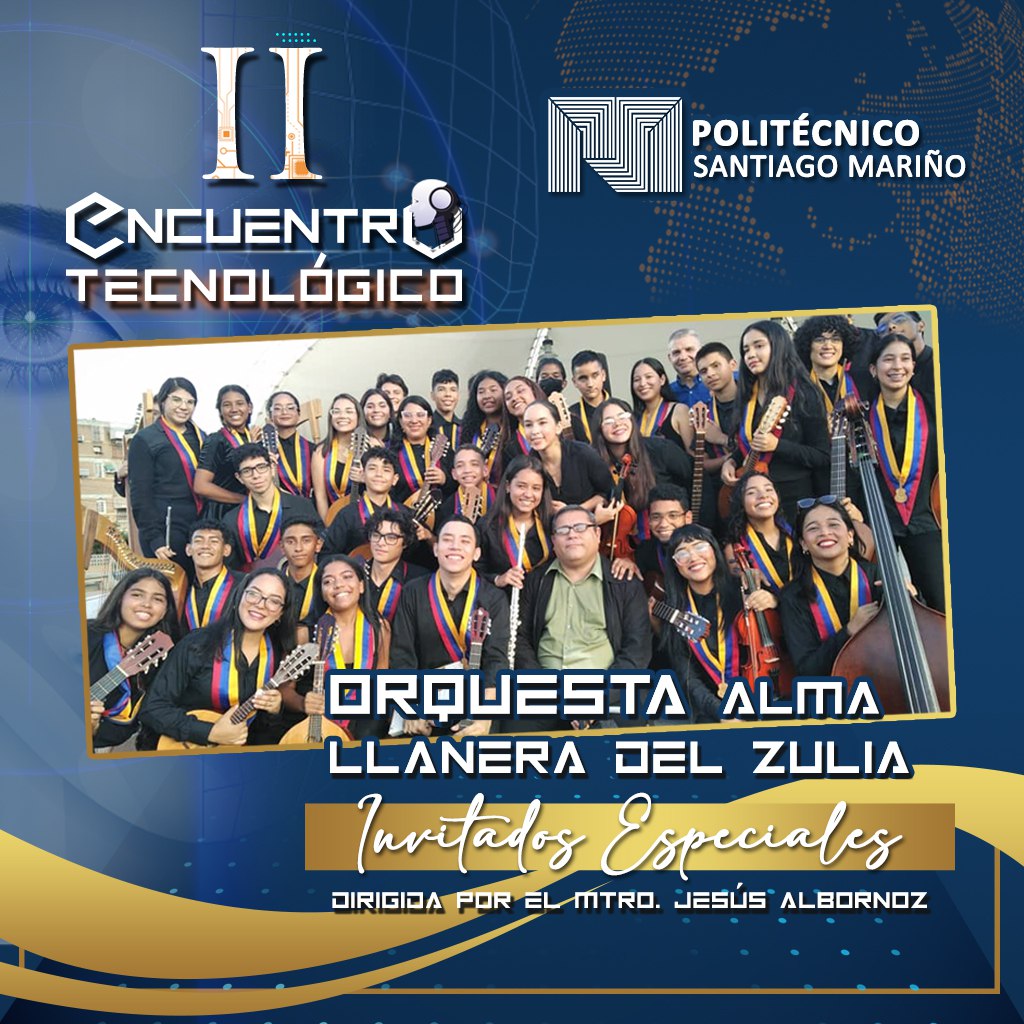 II
ENCUENTRO
TECNOLÓGICO
POLITÉCNICO
SANTIAGO MARIÑO
ORQUESTA ALMA
LLANERA DEL ZULIA
Invitados Especiales
DIRIGIDA POR EL MTRO. JESÚS ALBORNOZ